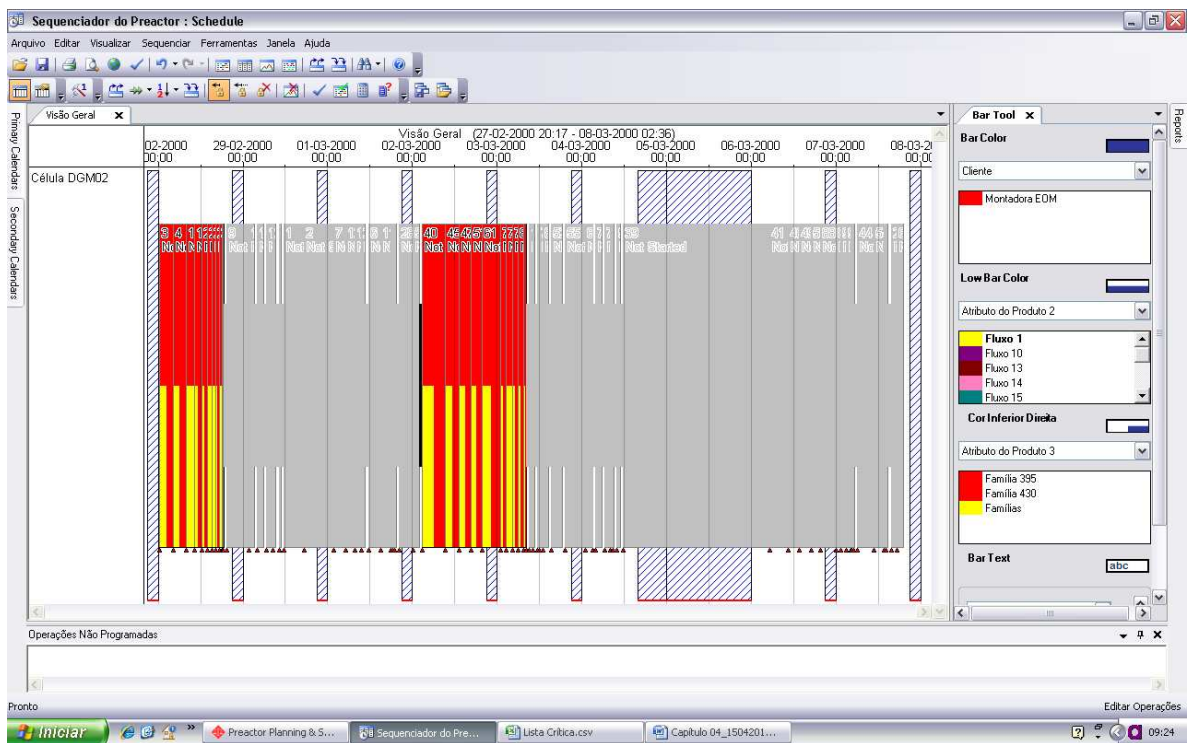 Sequenciador do Preactor : Schedule
Arquivo Editar Visualizar Sequenciar Ferramentas Janela Ajuda
Primary Calendars
Secondary Calendars
Visão Geral
Visão Geral (27-02-2000 20:17 - 08-03-2000 02:36)
02-2000 29-02-2000 01-03-2000 02-03-2000 03-03-2000 04-03-2000 05-03-2000 06-03-2000 07-03-2000 08-03-2
00:00 00:00 00:00 00:00 00:00 00:00 00:00 00:00 00:00 00:00
Célula DGM02
Not Started
Bar Tool
Reports
Bar Color
Cliente
Montadora EOM
Low Bar Color
Atributo do Produto 2
Fluxo 1
Fluxo 10
Fluxo 13
Fluxo 14
Fluxo 15
Cor Inferior Direita
Atributo do Produto 3
Família 395
Família 430
Famílias
Bar Text
abc
Operações Não Programadas
Pronto
Editar Operações
Iniciar
Preactor Planning & S...
Sequenciador do Pre...
Lista Crítica.csv
Capítulo 04_1504201...
09:24